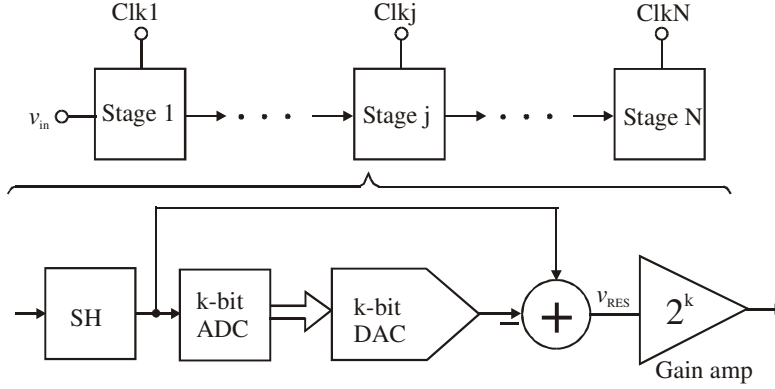 Clk1 Clkj ClkN
v_in Stage 1 . . . Stage j . . . Stage N
SH
k-bit
ADC
k-bit
DAC
+
−
v_RES
2^k
Gain amp